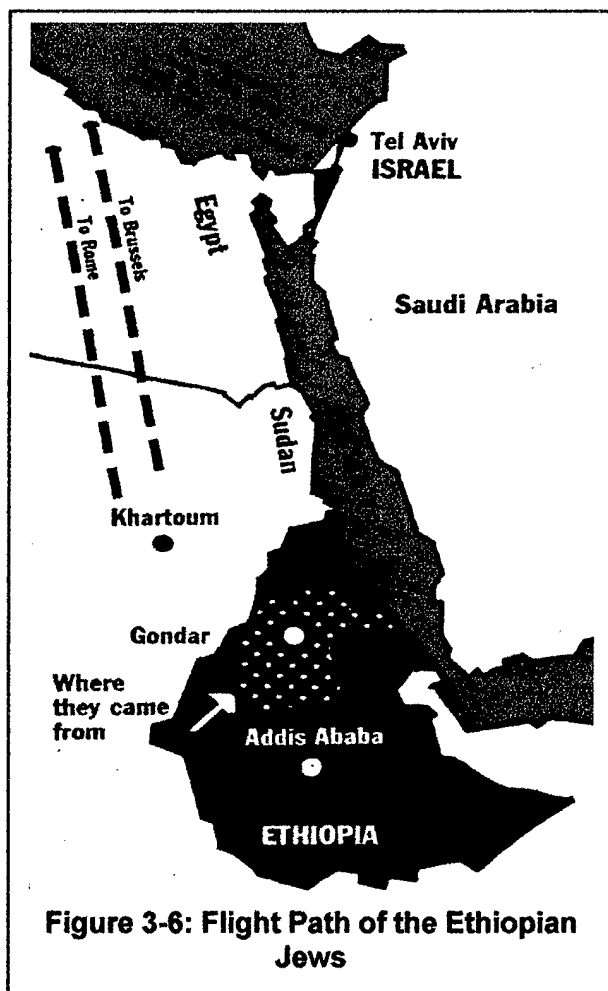 Tel Aviv
ISRAEL
Egypt
To Brussels
To Rome
Saudi Arabia
Sudan
Khartoum
Gondar
Where
they came
from
Addis Ababa
ETHIOPIA
Figure 3-6: Flight Path of the Ethiopian
Jews